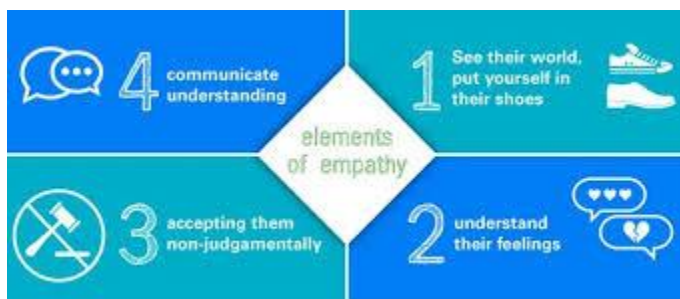 elements
of empathy
1
See their world,
put yourself in
their shoes
2
understand
their feelings
3
accepting them
non-judgamentally
4
communicate
understanding